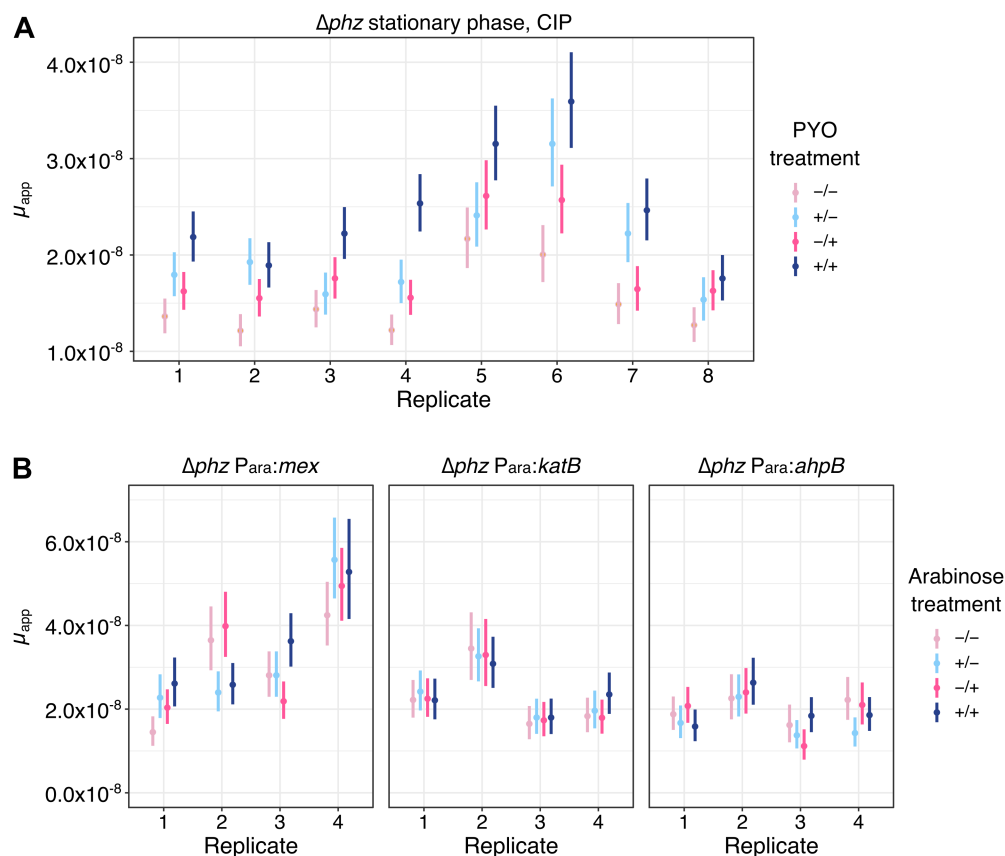 A
Δphz stationary phase, CIP
4.0x10-8
3.0x10-8
2.0x10-8
1.0x10-8
μapp
1 2 3 4 5 6 7 8
Replicate
PYO
treatment
−/−
+/−
−/+
+/+
B
Δphz Para:mex
Δphz Para:katB
Δphz Para:ahpB
6.0x10-8
4.0x10-8
2.0x10-8
0.0x10-8
μapp
1 2 3 4
1 2 3 4
1 2 3 4
Replicate
Replicate
Replicate
Arabinose
treatment
−/−
+/−
−/+
+/+